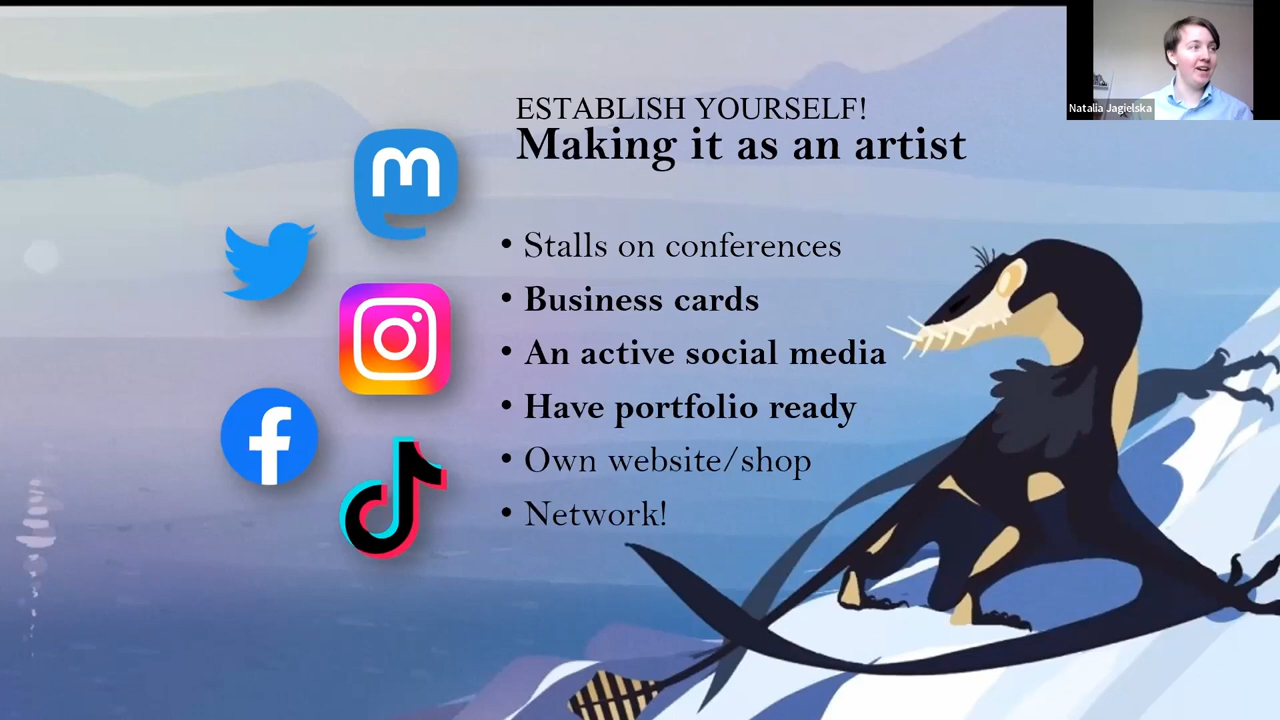 Natalia Jagielska
ESTABLISH YOURSELF!
Making it as an artist
• Stalls on conferences
• Business cards
• An active social media
• Have portfolio ready
• Own website/shop
• Network!